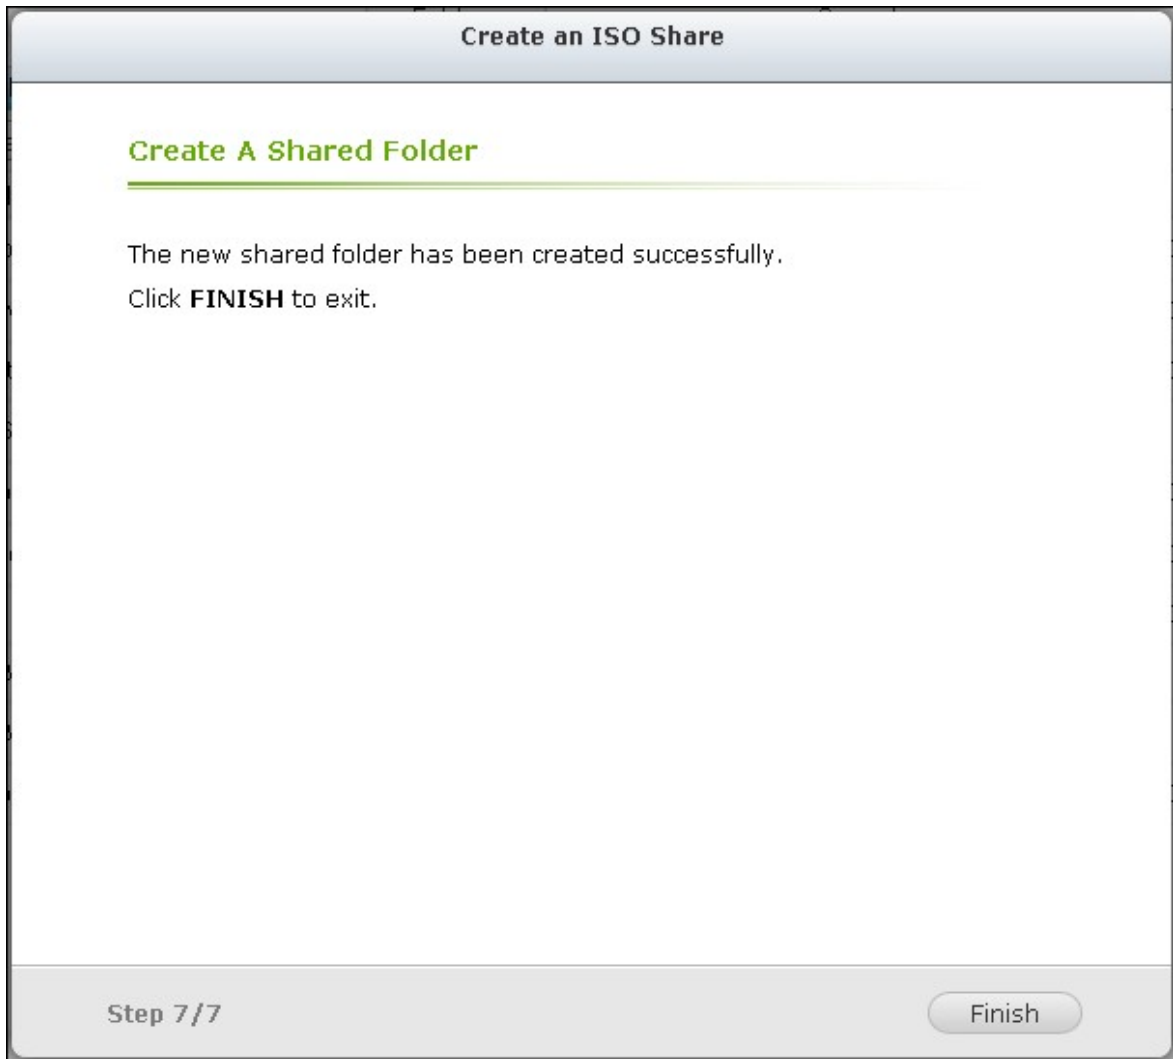 Create an ISO Share
Create A Shared Folder
The new shared folder has been created successfully.
Click FINISH to exit.
Step 7/7
Finish